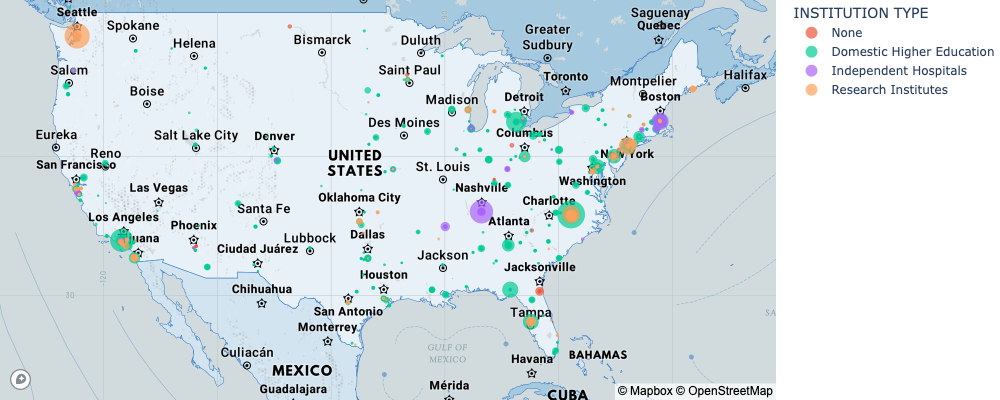 INSTITUTION TYPE
None
Domestic Higher Education
Independent Hospitals
Research Institutes
Seattle
Spokane
Helena
Bismarck
Duluth
Greater
Sudbury
Saguenay
Quebec
Salem
Saint Paul
Toronto
Montpelier
Halifax
Boise
Madison
Detroit
Boston
Eureka
Reno
Salt Lake City
Denver
Des Moines
Columbus
UNITED
STATES
St. Louis
New York
San Francisco
Washington
Las Vegas
Nashville
Oklahoma City
Charlotte
Santa Fe
Los Angeles
Phoenix
Atlanta
Dallas
Lubbock
Ciudad Juárez
Jackson
Jacksonville
Houston
120
30
Chihuahua
San Antonio
Tampa
Monterrey
GULF OF
MEXICO
Culiacán
Havana
BAHAMAS
MEXICO
Mérida
CUBA
Guadalajara
© Mapbox © OpenStreetMap